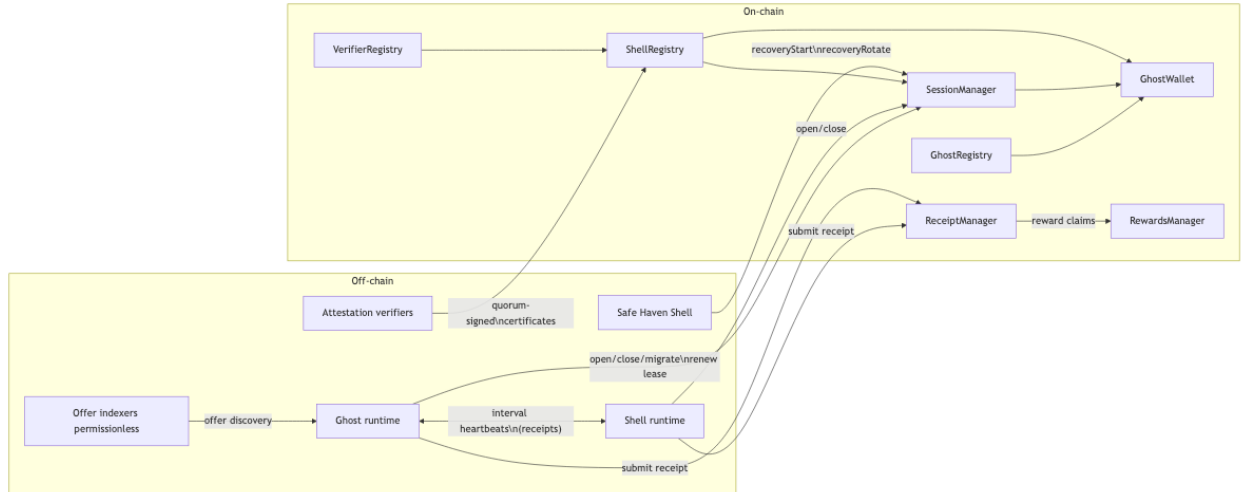 On-chain
VerifierRegistry
ShellRegistry
recoveryStart\nrecoveryRotate
SessionManager
GhostWallet
open/close
GhostRegistry
ReceiptManager
reward claims
RewardsManager
submit receipt
Off-chain
Attestation verifiers
quorum-
signed\ncertificates
Safe Haven Shell
open/close/migrate\nrenew
lease
Offer indexers
permissionless
offer discovery
Ghost runtime
interval
heartbeats\n(receipts)
Shell runtime
submit receipt